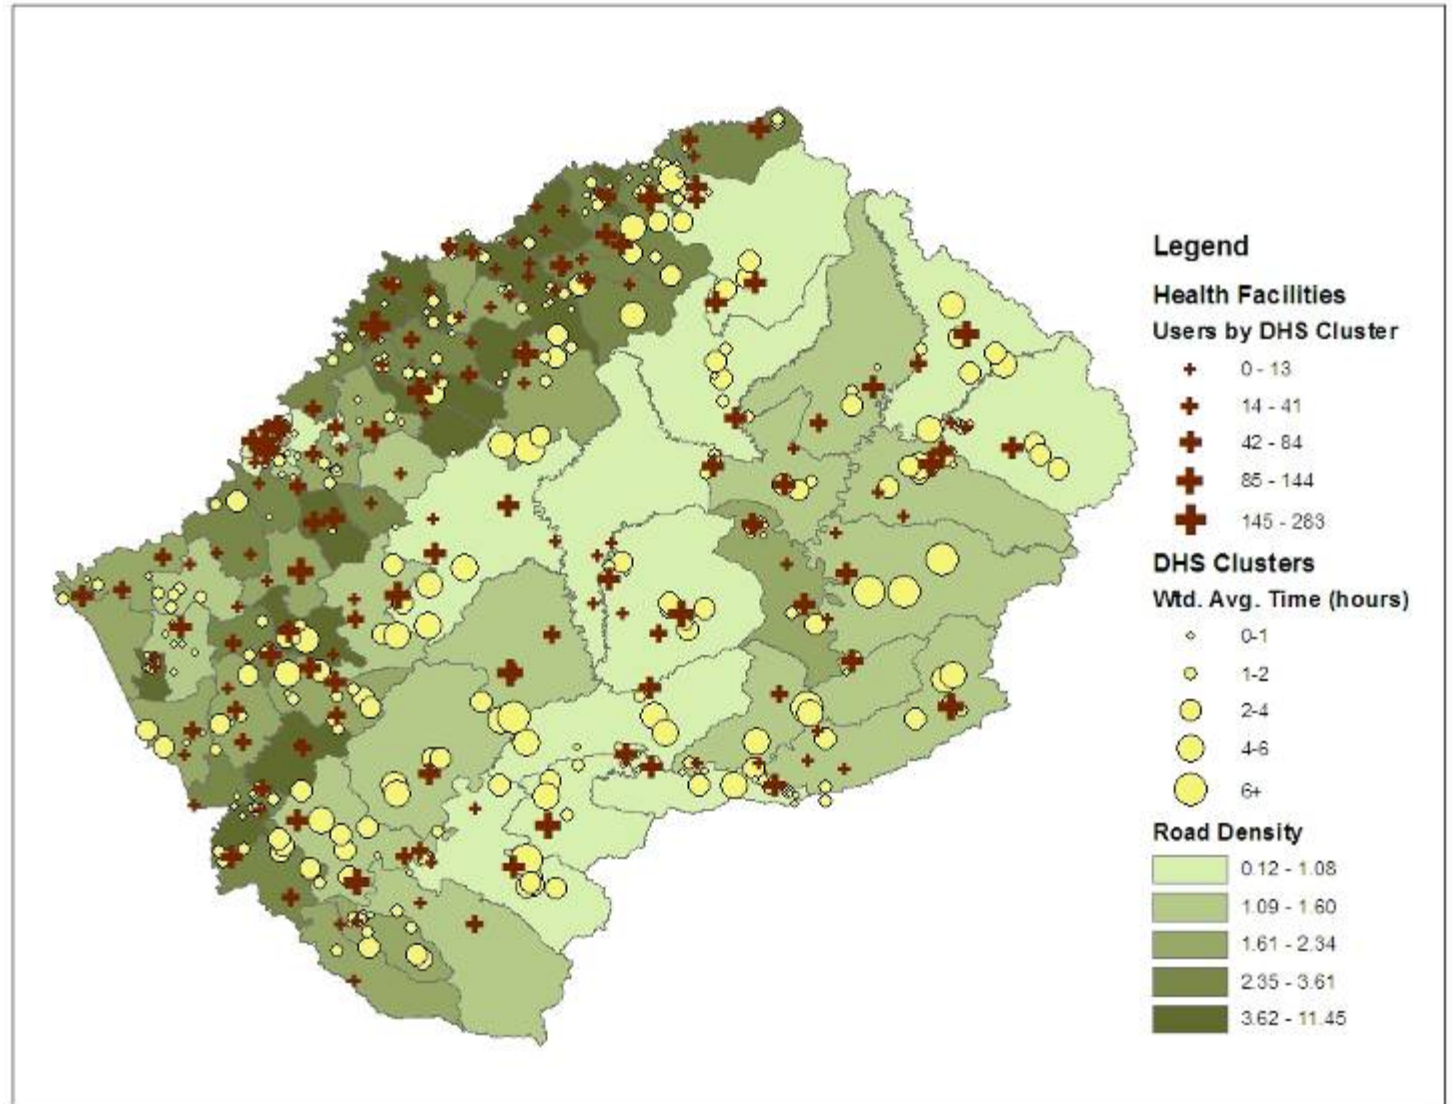 Legend
Health Facilities
Users by DHS Cluster
0 - 13
14 - 41
42 - 84
85 - 144
145 - 283
DHS Clusters
Wtd. Avg. Time (hours)
0-1
1-2
2-4
4-6
6+
Road Density
0.12 - 1.08
1.09 - 1.60
1.61 - 2.34
2.35 - 3.61
3.62 - 11.45